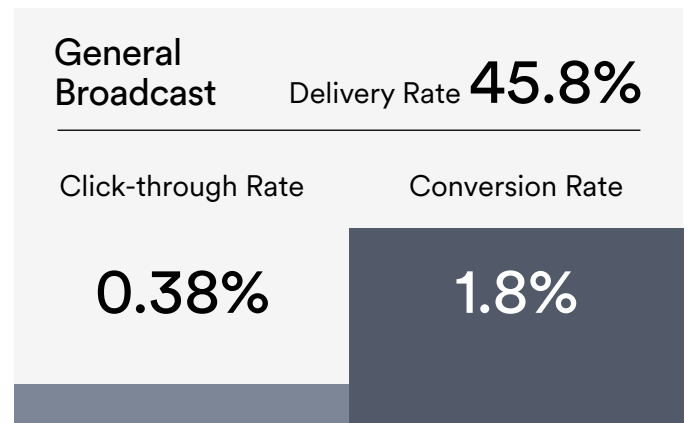 General
Broadcast
Delivery Rate 45.8%
Click-through Rate
Conversion Rate
0.38%
1.8%